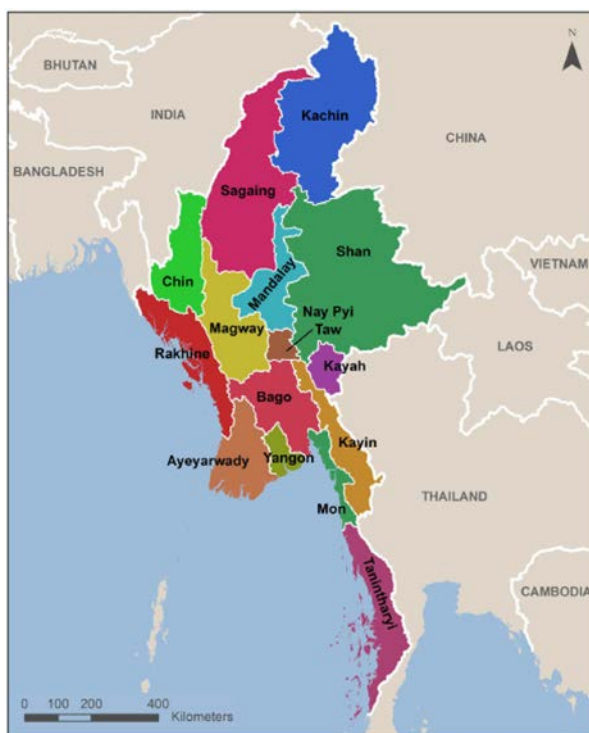 N
BHUTAN
Kachin
INDIA
CHINA
BANGLADESH
Sagaing
Shan
VIETNAM
Chin
Mandalay
Nay Pyi
Taw
Magway
LAOS
Rakhine
Kayah
Bago
Kayin
Ayeyarwady
Yangon
THAILAND
Mon
Tanintharyi
CAMBODIA
0 100 200 400
Kilometers